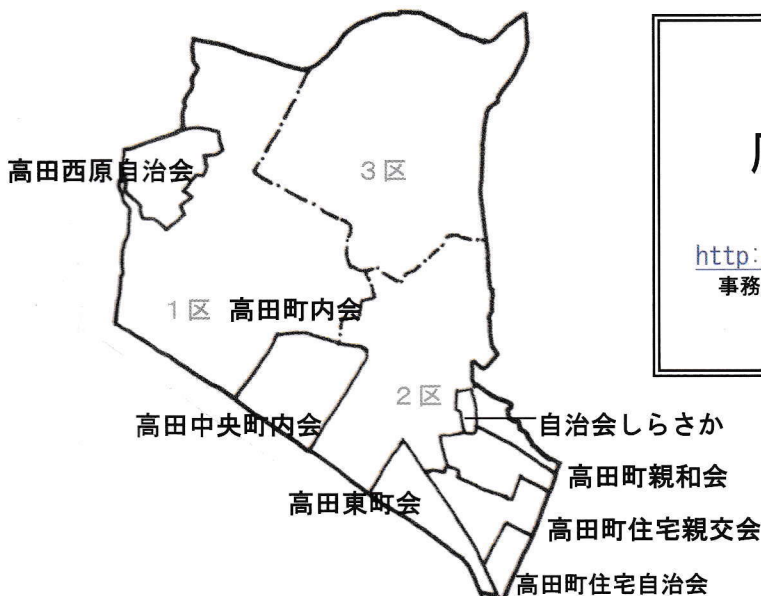 3区
高田西原自治会
1区
高田町内会
2区
高田中央町内会
自治会しらさか
高田東町会
高田町親和会
高田町住宅親交会
高田町住宅自治会
http:
事務